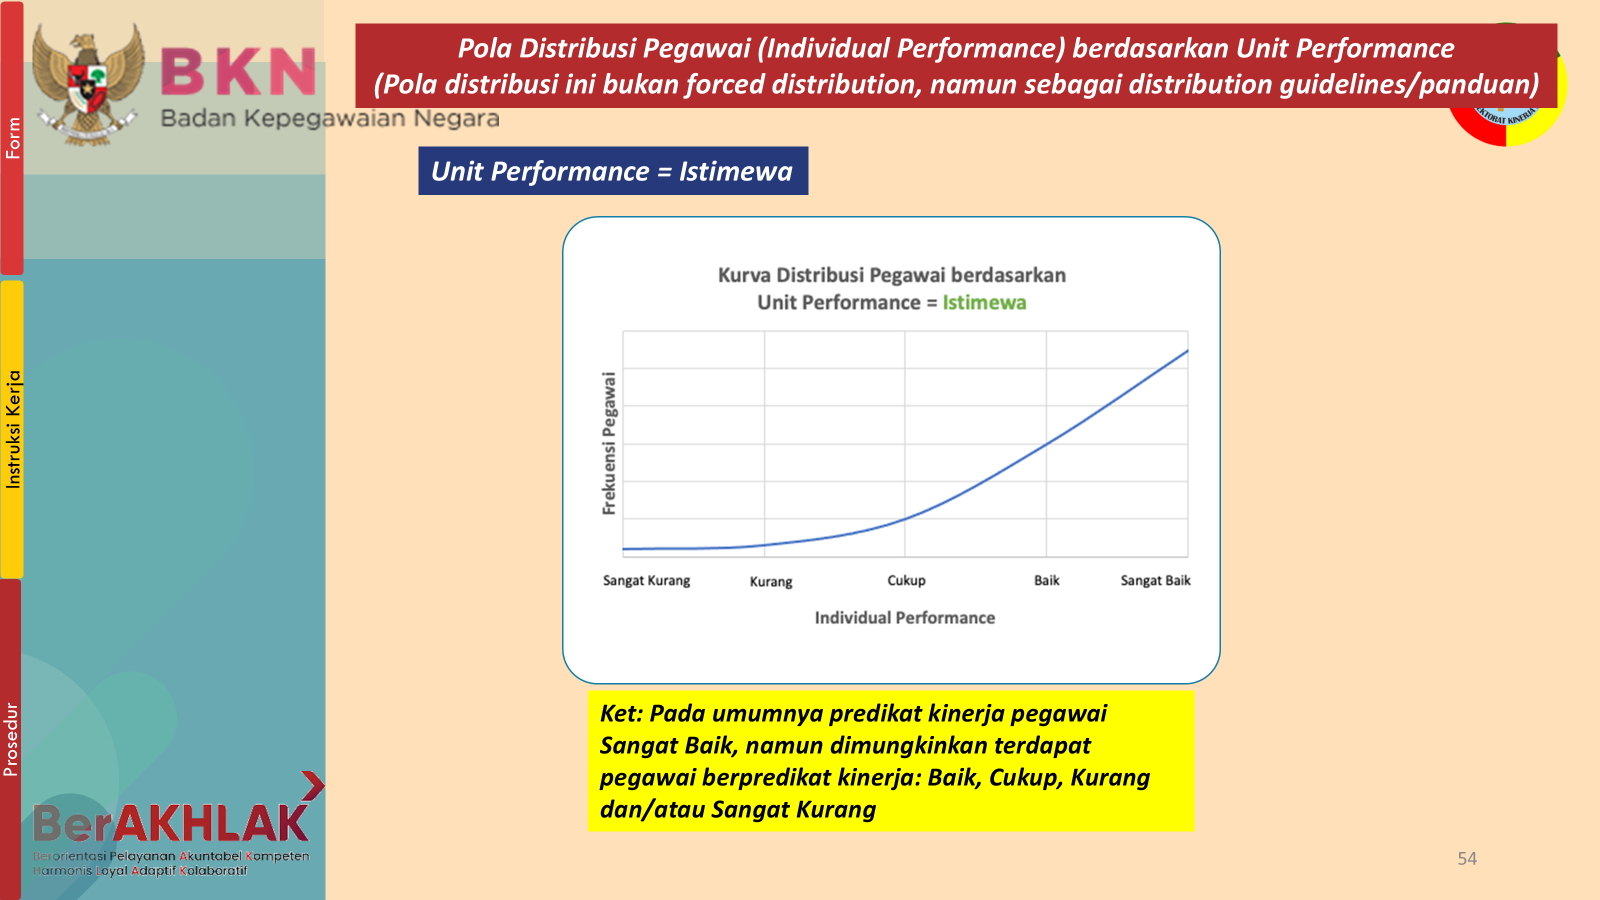 Pola Distribusi Pegawai (Individual Performance) berdasarkan Unit Performance
(Pola distribusi ini bukan forced distribution, namun sebagai distribution guidelines/panduan)
BKN
Badan Kepegawaian Negara
Form
Instruksi Kerja
Prosedur
Unit Performance = Istimewa
Kurva Distribusi Pegawai berdasarkan
Unit Performance = Istimewa
Frekuensi Pegawai
Sangat Kurang Kurang Cukup Baik Sangat Baik
Individual Performance
Ket: Pada umumnya predikat kinerja pegawai
Sangat Baik, namun dimungkinkan terdapat
pegawai berpredikat kinerja: Baik, Cukup, Kurang
dan/atau Sangat Kurang
BerAKHLAK
Berorientasi Pelayanan Akuntabel Kompeten
Harmonis Loyal Adaptif Kolaboratif
54